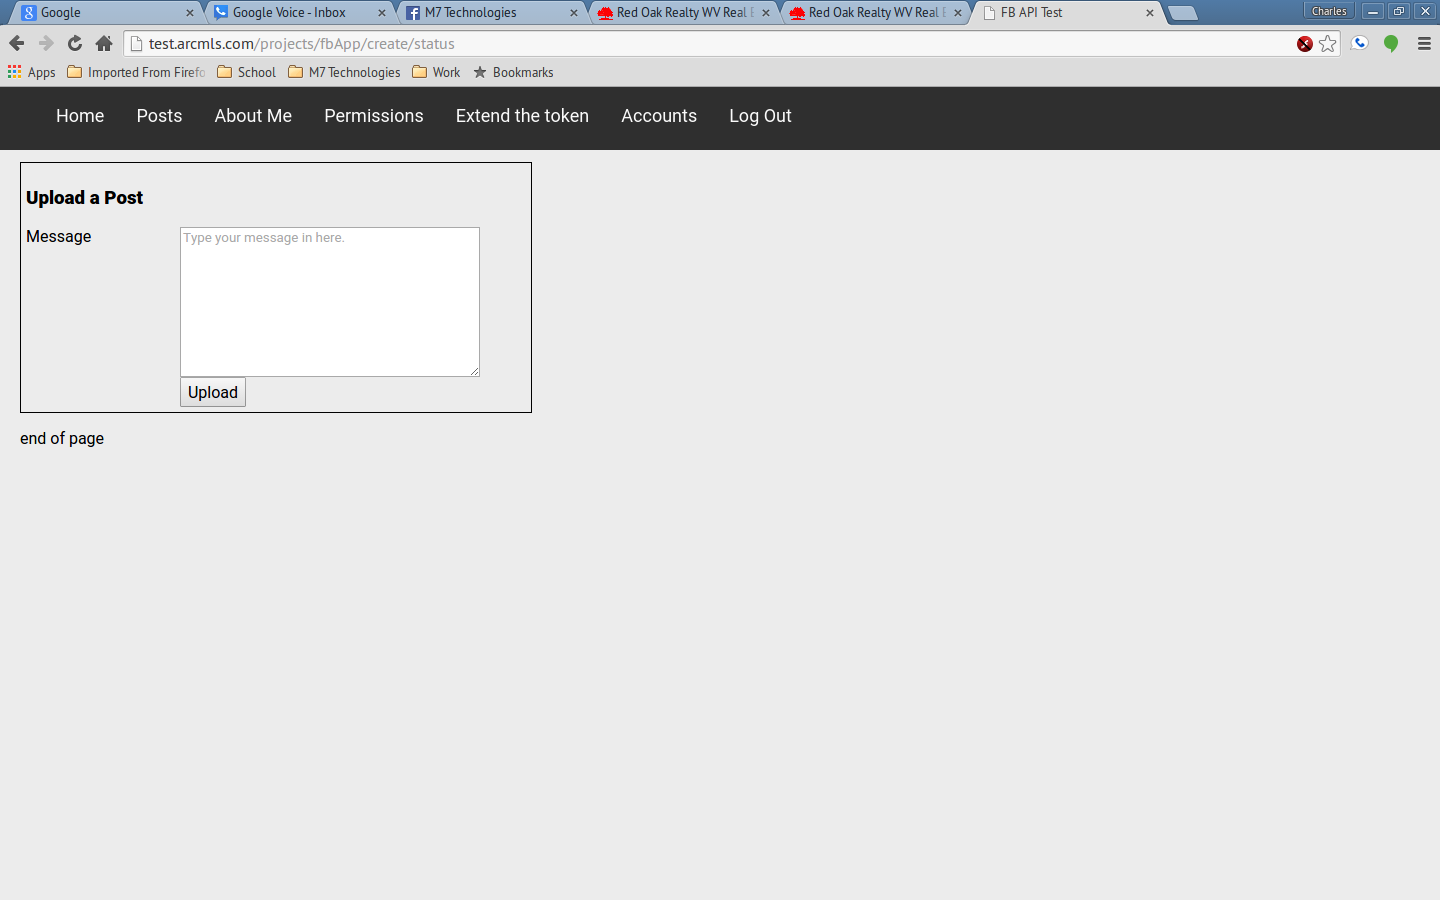 Google
Google Voice - Inbox
M7 Technologies
Red Oak Realty WV Real
Red Oak Realty WV Real
FB API Test
Charles
test.arcmls.com/projects/fbApp/create/status
Apps
Imported From Firefo
School
M7 Technologies
Work
Bookmarks
Home
Posts
About Me
Permissions
Extend the token
Accounts
Log Out
Upload a Post
Message
Type your message in here.
Upload
end of page